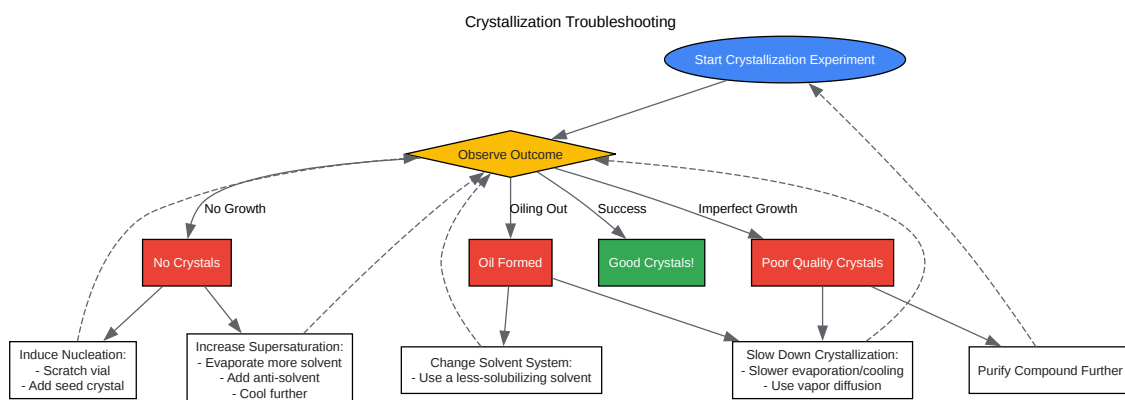 Crystallization Troubleshooting
Start Crystallization Experiment
Observe Outcome
No Growth
Oiling Out
Success
Imperfect Growth
No Crystals
Oil Formed
Good Crystals!
Poor Quality Crystals
Induce Nucleation:
- Scratch vial
- Add seed crystal
Increase Supersaturation:
- Evaporate more solvent
- Add anti-solvent
- Cool further
Change Solvent System:
- Use a less-solubilizing solvent
Slow Down Crystallization:
- Slower evaporation/cooling
- Use vapor diffusion
Purify Compound Further